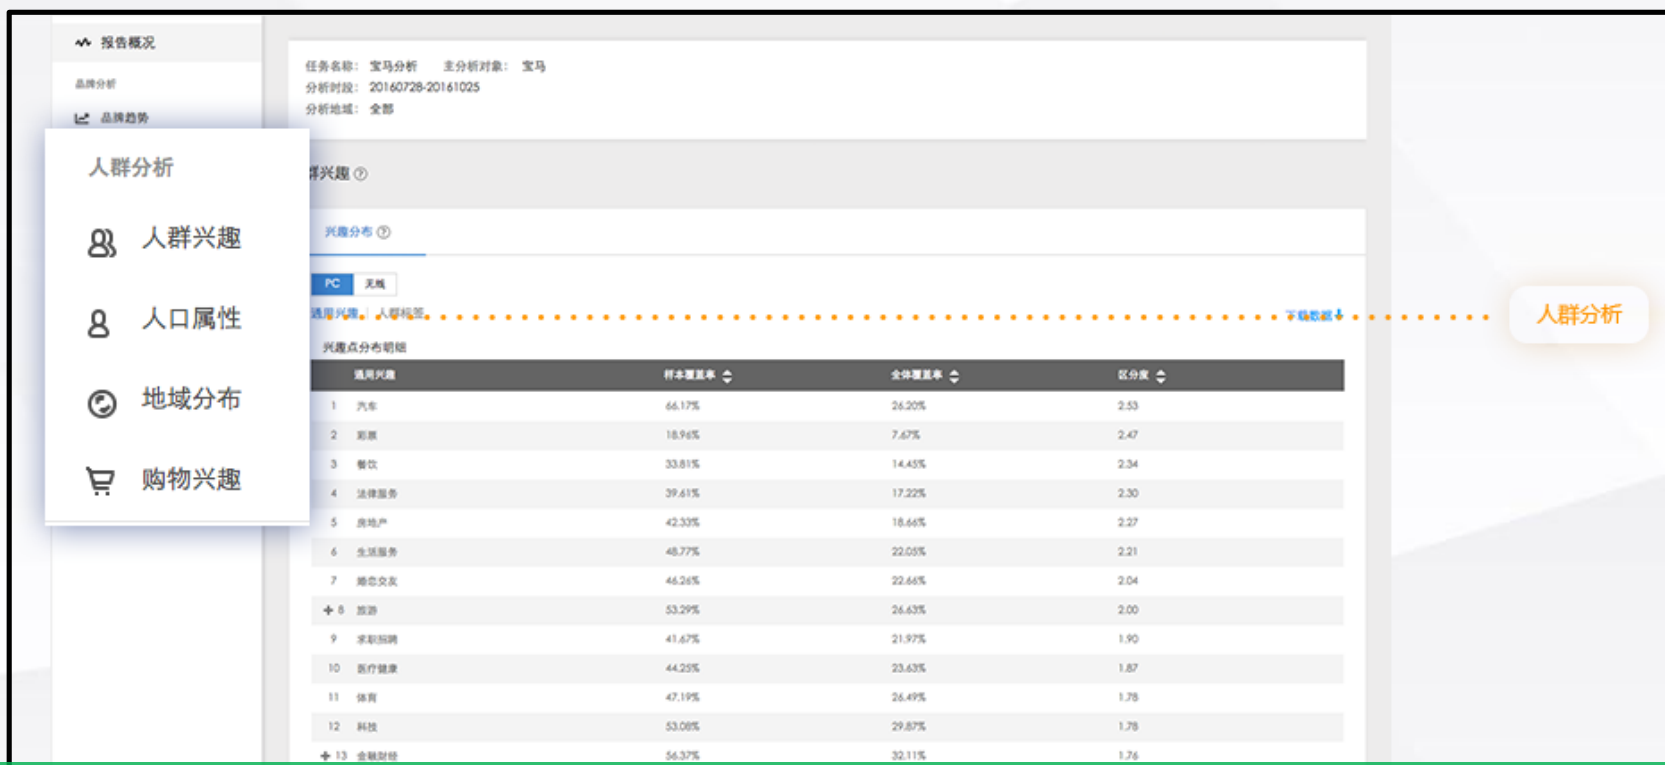 报告概况
品牌分析
品牌趋势
人群分析
人群兴趣
人口属性
地域分布
购物兴趣
任务名称： 宝马分析 主分析对象： 宝马
分析时段： 20160728-20161025
分析地域： 全部
群兴趣
兴趣分布
PC 无线
通用兴趣 | 人群标签
下载数据
人群分析
兴趣点分布明细
通用兴趣 样本覆盖率 全体覆盖率 区分度
1 汽车 66.17% 26.20% 2.53
2 彩票 18.96% 7.67% 2.47
3 餐饮 33.81% 14.45% 2.34
4 法律服务 39.61% 17.22% 2.30
5 房地产 42.33% 18.66% 2.27
6 生活服务 48.77% 22.05% 2.21
7 婚恋交友 46.26% 22.66% 2.04
8 旅游 53.29% 26.63% 2.00
9 求职招聘 41.67% 21.97% 1.90
10 医疗健康 44.25% 23.63% 1.87
11 体育 47.19% 26.49% 1.78
12 科技 53.08% 29.87% 1.78
13 金融财经 56.37% 32.11% 1.76